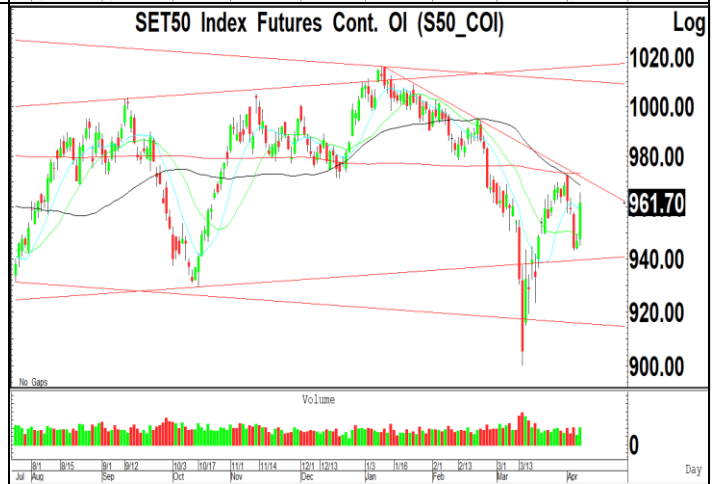 SET50 Index Futures Cont. OI (S50_COI)
Log
1020.00
1000.00
980.00
961.70
940.00
920.00
900.00
No Gaps
Volume
0
8/1 8/15 9/1 9/12 10/3 10/17 11/1 11/14 12/1 12/13 1/3 1/16 2/1 2/13 3/1 3/13
Jul Aug Sep Oct Nov Dec Jan Feb Mar Apr
Day